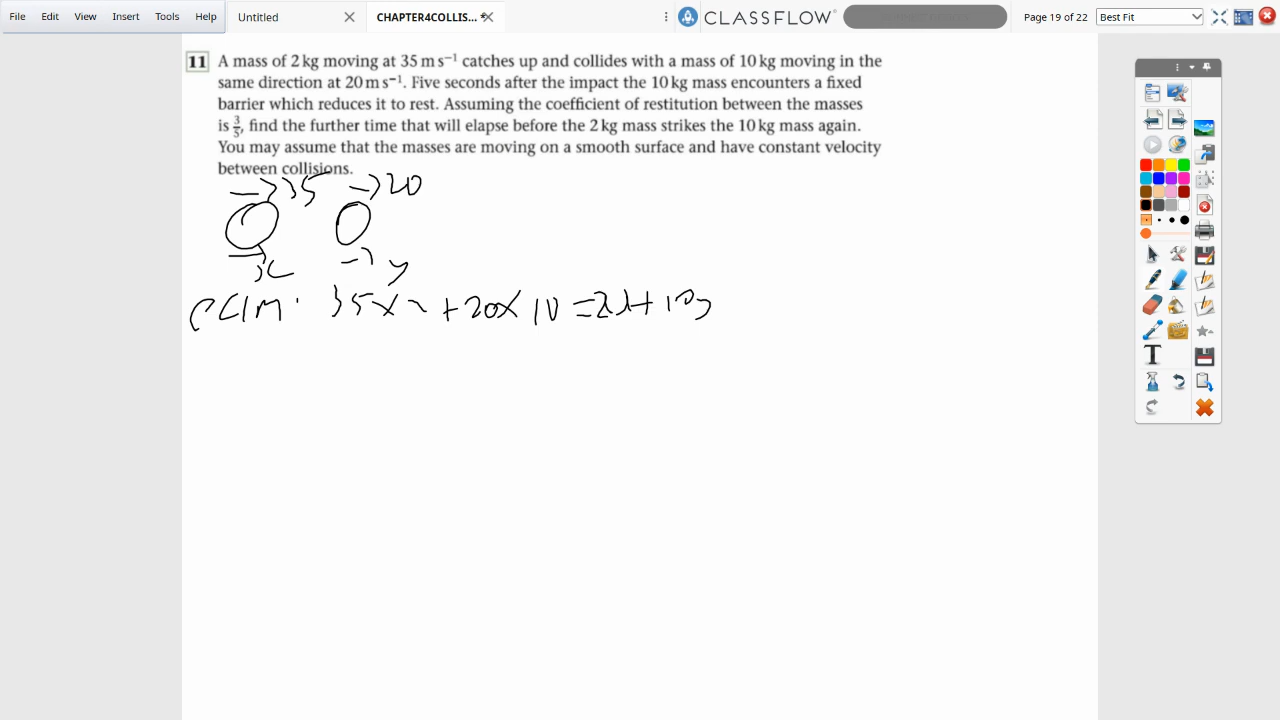 File Edit View Insert Tools Help Untitled CHAPTER4COLLIS... * CLASSFLOW Page 19 of 22 Best Fit
11 A mass of 2 kg moving at 35 m s⁻¹ catches up and collides with a mass of 10 kg moving in the
same direction at 20 m s⁻¹. Five seconds after the impact the 10 kg mass encounters a fixed
barrier which reduces it to rest. Assuming the coefficient of restitution between the masses
is 3/5, find the further time that will elapse before the 2 kg mass strikes the 10 kg mass again.
You may assume that the masses are moving on a smooth surface and have constant velocity
between collisions.
→35 →20
→x →y
PCLM: 35×2 + 20×10 = 2x + 10y
T